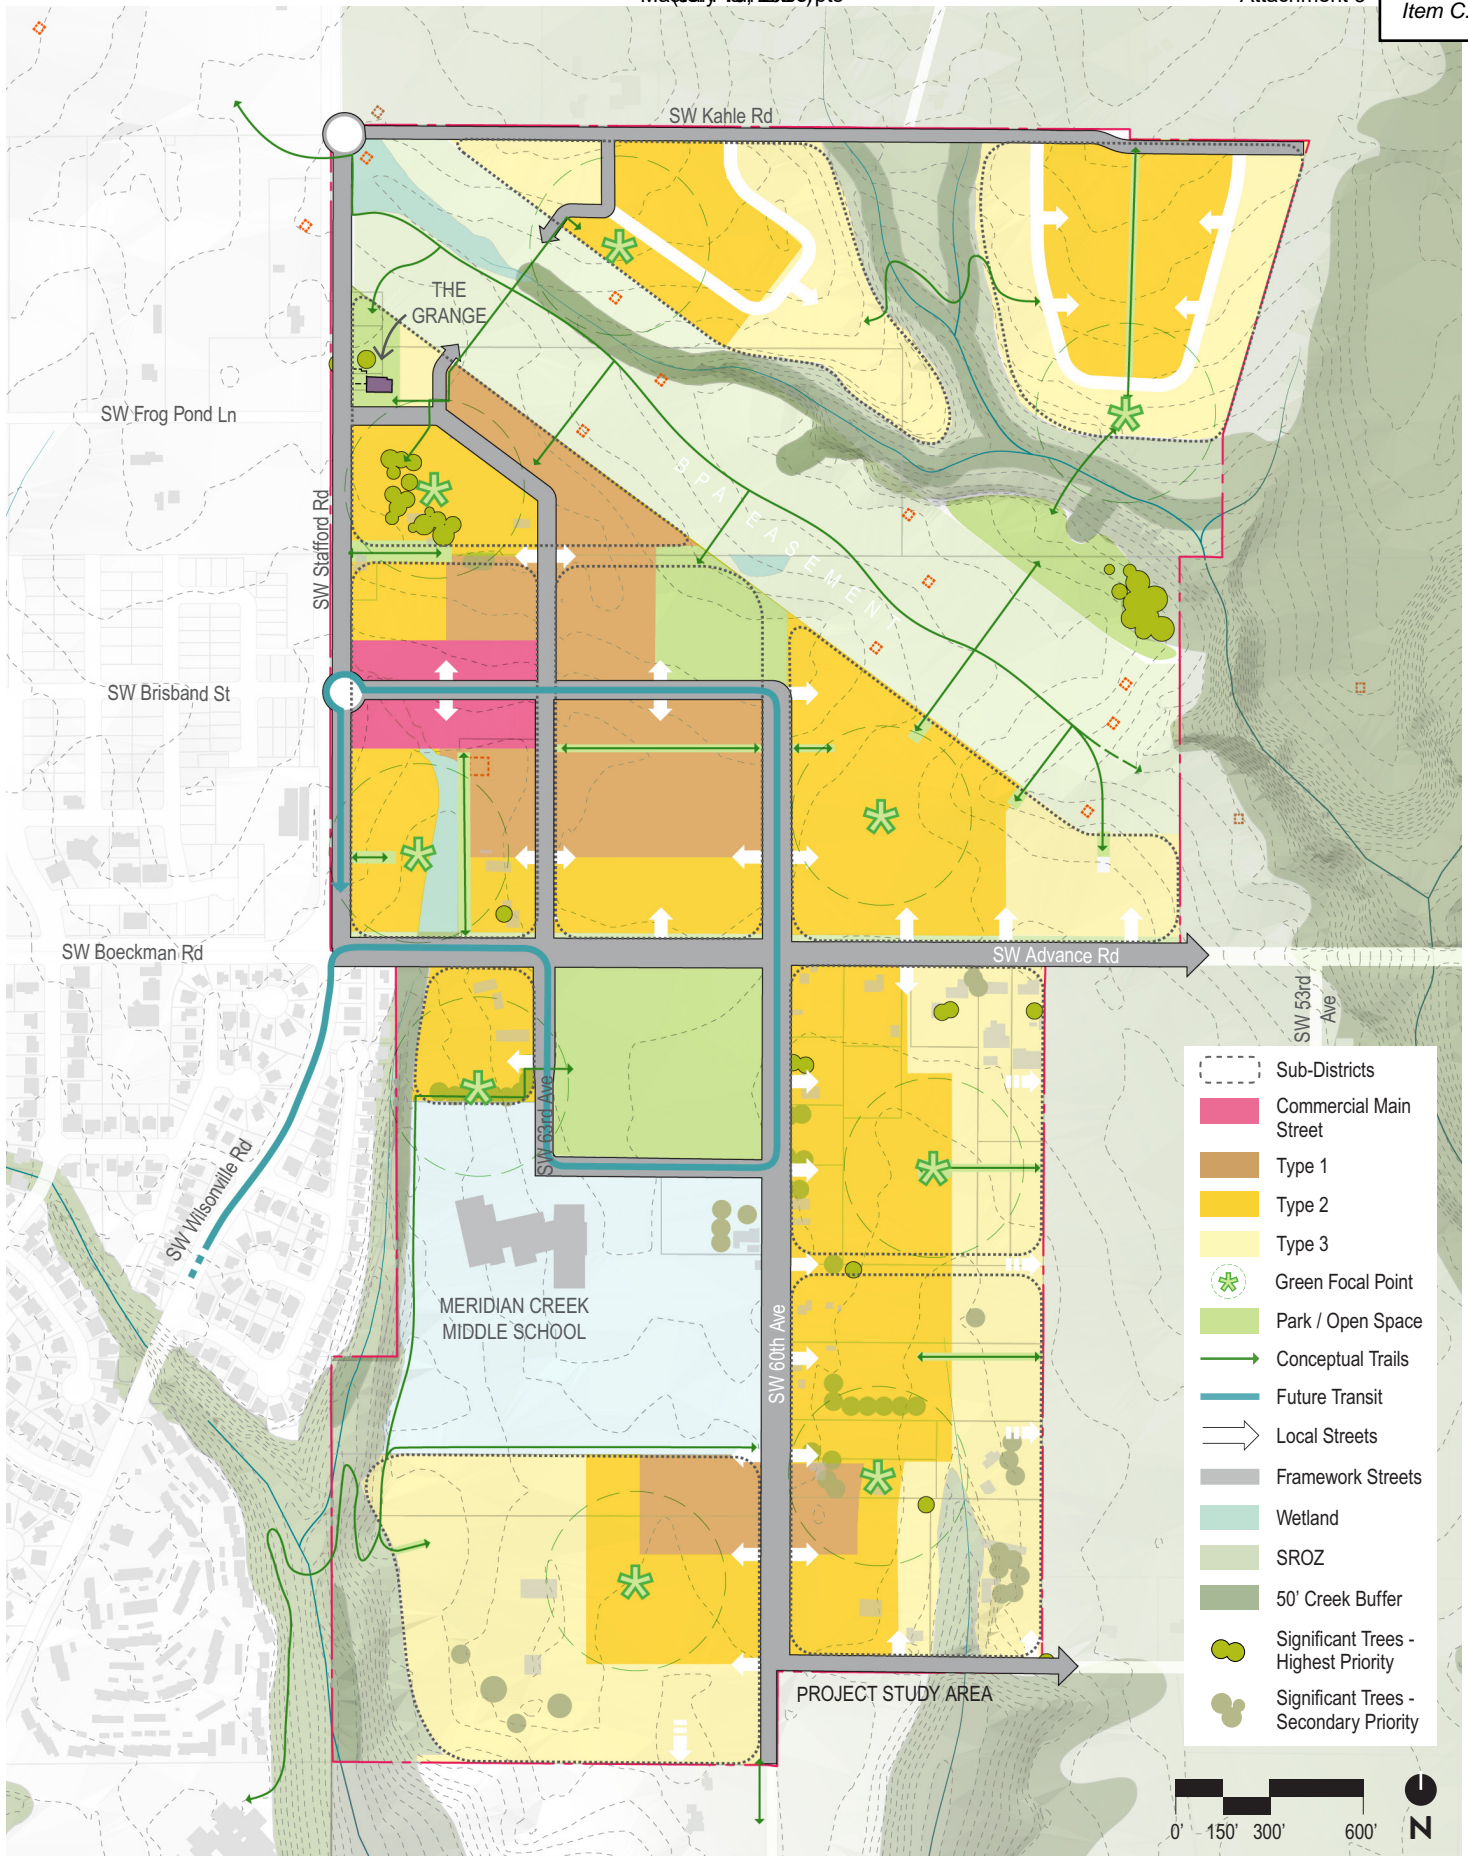 Item C.
SW Kahle Rd
THE
GRANGE
SW Frog Pond Ln
SW Stafford Rd
BPA EASEMENT
SW Brisband St
SW Boeckman Rd
SW Advance Rd
SW 53rd
Ave
SW 63rd Ave
SW Wilsonville Rd
MERIDIAN CREEK
MIDDLE SCHOOL
SW 60th Ave
PROJECT STUDY AREA
Sub-Districts
Commercial Main
Street
Type 1
Type 2
Type 3
Green Focal Point
Park / Open Space
Conceptual Trails
Future Transit
Local Streets
Framework Streets
Wetland
SROZ
50' Creek Buffer
Significant Trees -
Highest Priority
Significant Trees -
Secondary Priority
0' 150' 300' 600'
N